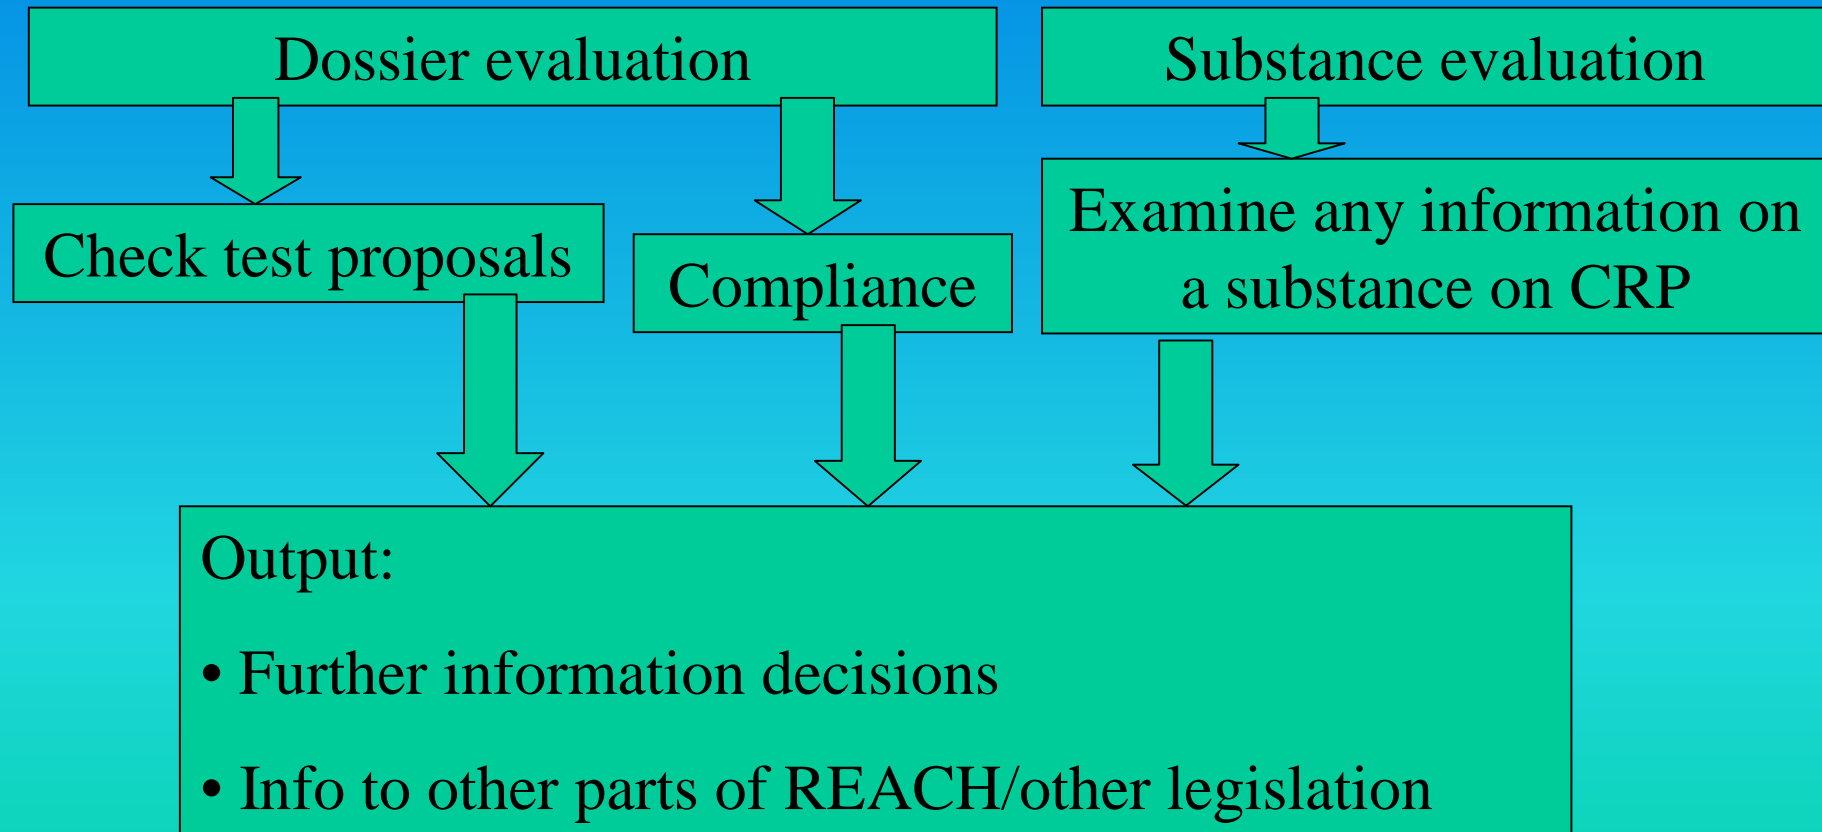 Dossier evaluation
Substance evaluation
Check test proposals
Compliance
Examine any information on
a substance on CRP
Output:
• Further information decisions
• Info to other parts of REACH/other legislation